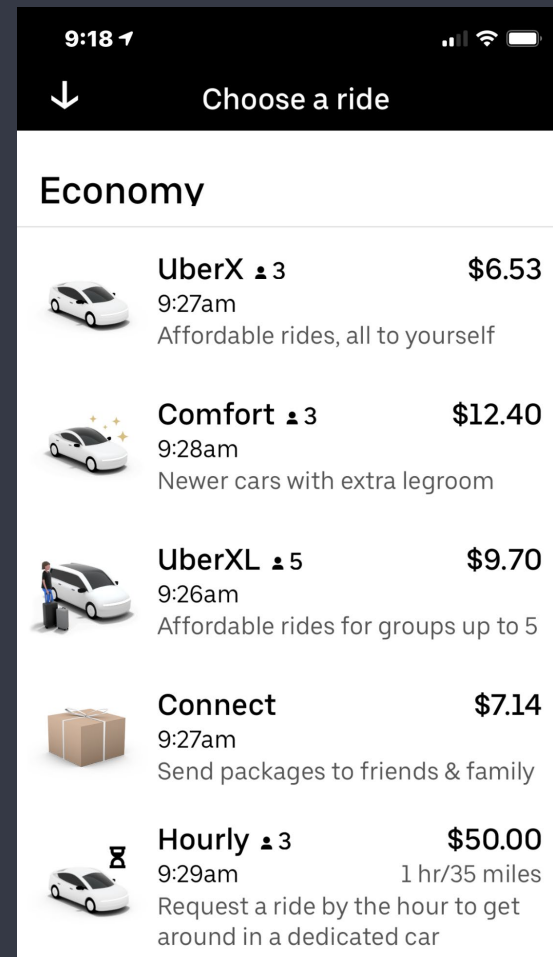 9:18
Choose a ride
Economy
UberX 3 $6.53
9:27am
Affordable rides, all to yourself
Comfort 3 $12.40
9:28am
Newer cars with extra legroom
UberXL 5 $9.70
9:26am
Affordable rides for groups up to 5
Connect $7.14
9:27am
Send packages to friends & family
Hourly 3 $50.00
9:29am 1 hr/35 miles
Request a ride by the hour to get
around in a dedicated car